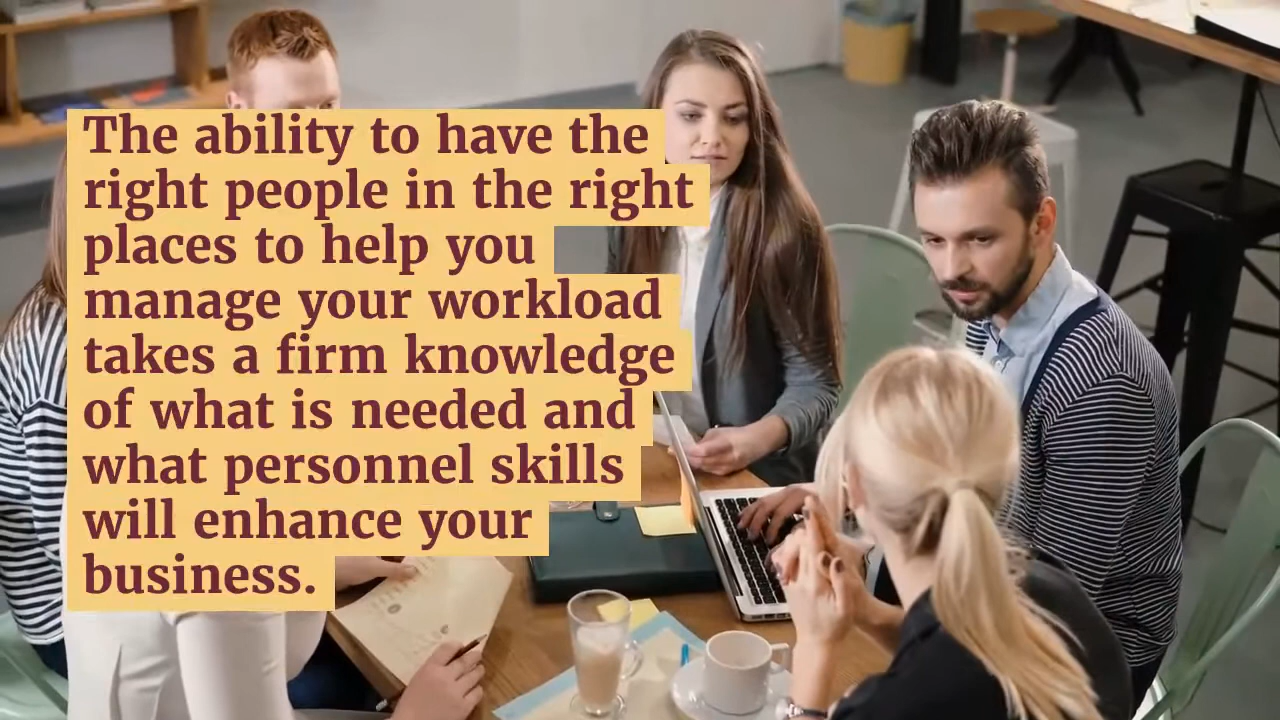 The ability to have the
right people in the right
places to help you
manage your workload
takes a firm knowledge
of what is needed and
what personnel skills
will enhance your
business.